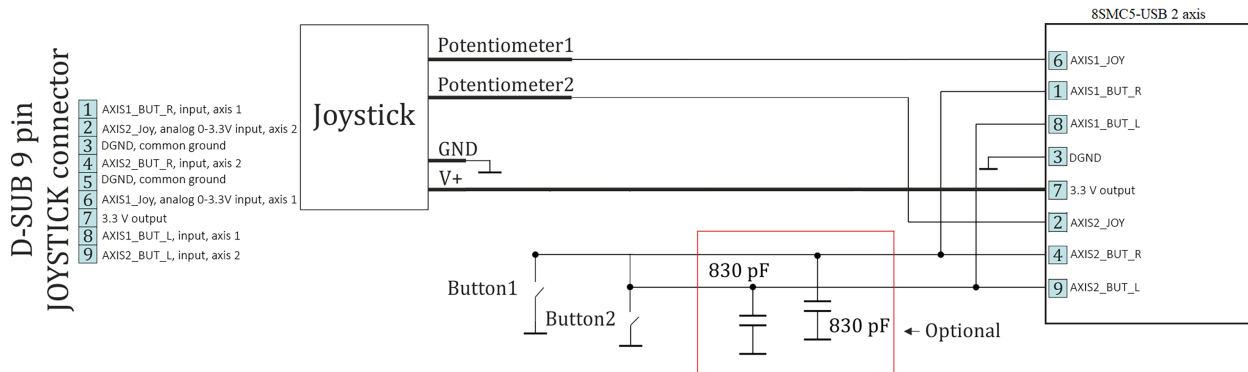 D-SUB 9 pin
JOYSTICK connector
1 AXIS1_BUT_R, input, axis 1
2 AXIS2_Joy, analog 0-3.3V input, axis 2
3 DGND, common ground
4 AXIS2_BUT_R, input, axis 2
5 DGND, common ground
6 AXIS1_Joy, analog 0-3.3V input, axis 1
7 3.3 V output
8 AXIS1_BUT_L, input, axis 1
9 AXIS2_BUT_L, input, axis 2
Joystick
Potentiometer1
Potentiometer2
GND
V+
Button1
Button2
830 pF
830 pF
Optional
8SMC5-USB 2 axis
6 AXIS1_JOY
1 AXIS1_BUT_R
8 AXIS1_BUT_L
3 DGND
7 3.3 V output
2 AXIS2_JOY
4 AXIS2_BUT_R
9 AXIS2_BUT_L